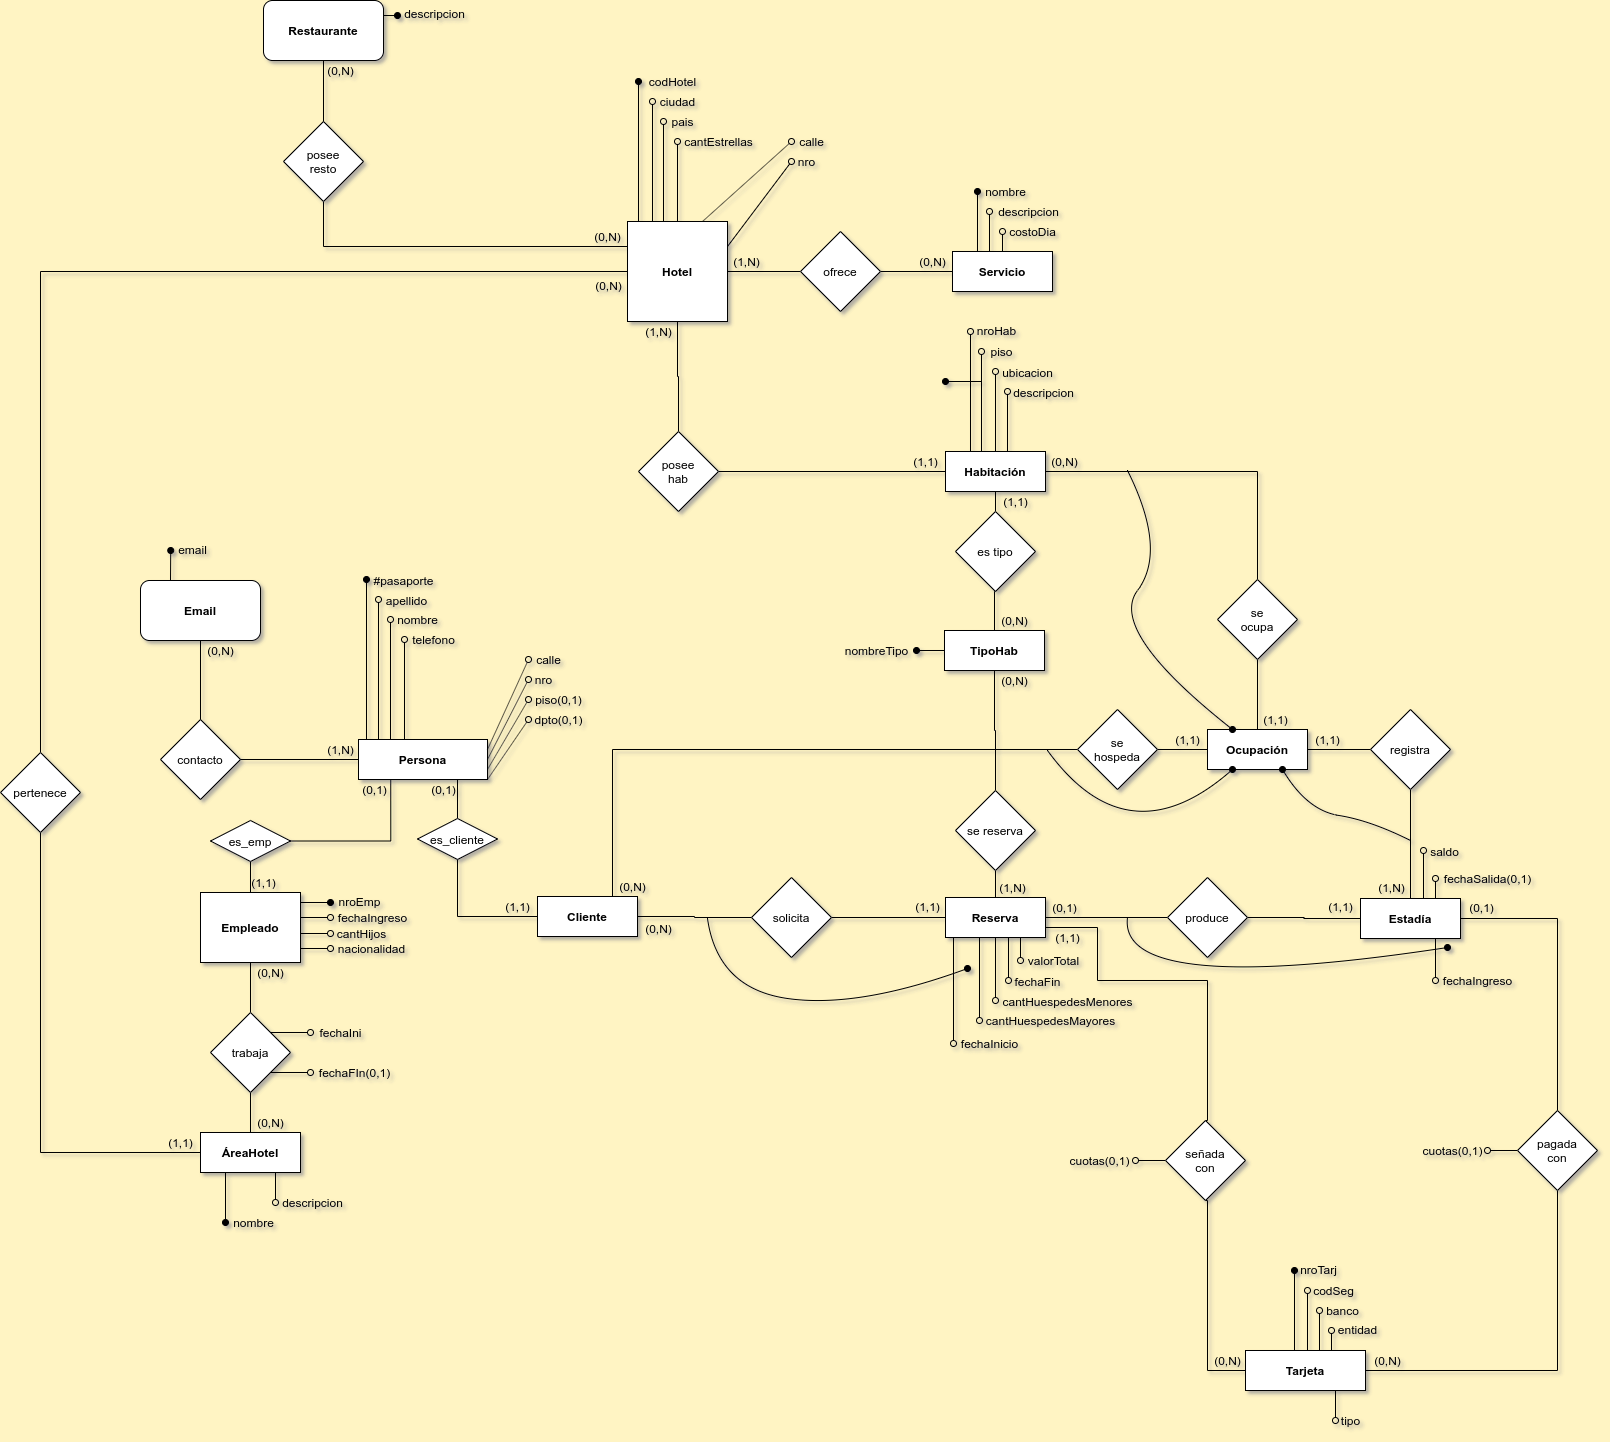 descripcion
Restaurante
(0,N)
codHotel
ciudad
pais
cantEstrellas
calle
nro
posee
resto
nombre
descripcion
costoDia
(0,N)
(1,N)
ofrece
(0,N)
Servicio
Hotel
(0,N)
(1,N)
nroHab
piso
ubicacion
descripcion
posee
hab
(1,1)
Habitación
(0,N)
(1,1)
email
es tipo
#pasaporte
apellido
nombre
telefono
Email
(0,N)
se
ocupa
(0,N)
nombreTipo
TipoHab
(0,N)
calle
nro
piso(0,1)
dpto(0,1)
(1,1)
contacto
(1,N)
Persona
se
hospeda
(1,1)
Ocupación
(1,1)
registra
(0,1)
(0,1)
pertenece
es_emp
es_cliente
se reserva
saldo
fechaSalida(0,1)
(1,1)
(0,N)
(1,N)
(1,N)
Empleado
nroEmp
fechaIngreso
cantHijos
nacionalidad
(1,1)
Cliente
(0,N)
solicita
(1,1)
Reserva
(0,1)
(1,1)
produce
(1,1)
Estadía
(0,1)
(0,N)
valorTotal
fechaFin
cantHuespedesMenores
cantHuespedesMayores
fechaInicio
fechaIngreso
trabaja
fechaIni
fechaFIn(0,1)
(0,N)
(1,1)
ÁreaHotel
descripcion
nombre
cuotas(0,1)
señada
con
cuotas(0,1)
pagada
con
nroTarj
codSeg
banco
entidad
(0,N)
Tarjeta
(0,N)
tipo